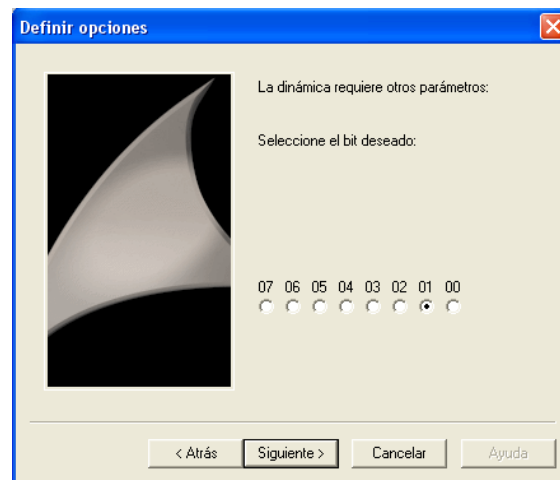 Definir opciones
La dinámica requiere otros parámetros:
Seleccione el bit deseado:
07 06 05 04 03 02 01 00
< Atrás Siguiente > Cancelar Ayuda